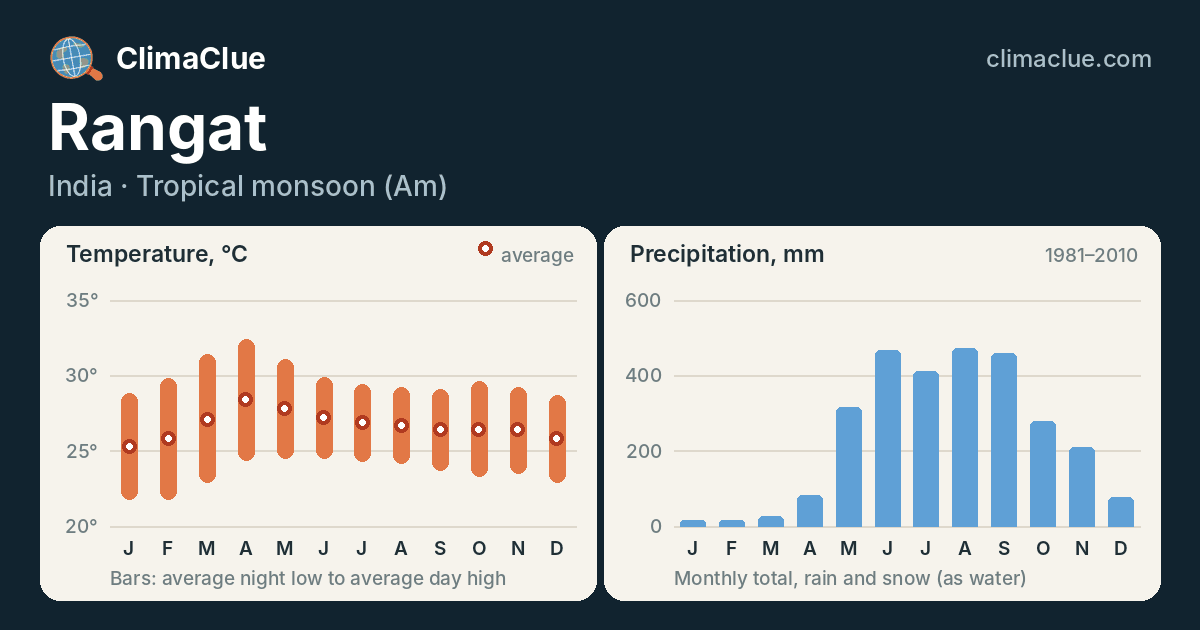 ClimaClue
climaclue.com
Rangat
India · Tropical monsoon (Am)
Temperature, °C
average
35°
30°
25°
20°
J F M A M J J A S O N D
Bars: average night low to average day high
Precipitation, mm
1981–2010
600
400
200
0
J F M A M J J A S O N D
Monthly total, rain and snow (as water)